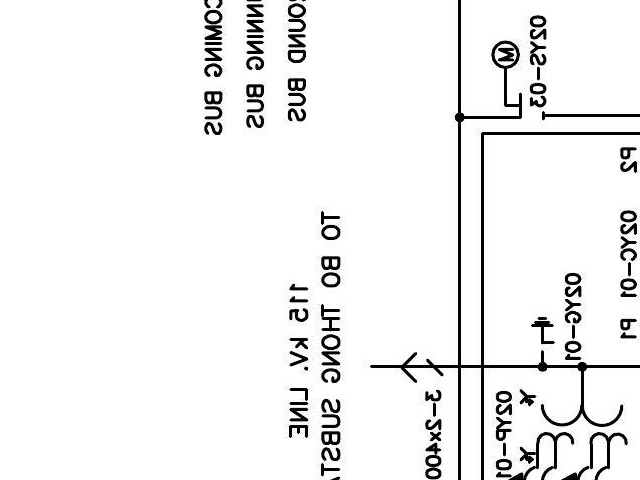 P2
02YC-01
P1
02YG-01
02YS-03
M
02YP-01
3-2x400
TO BO THONG SUBSTA
115 kV. LINE
OUND BUS
NNING BUS
COMING BUS